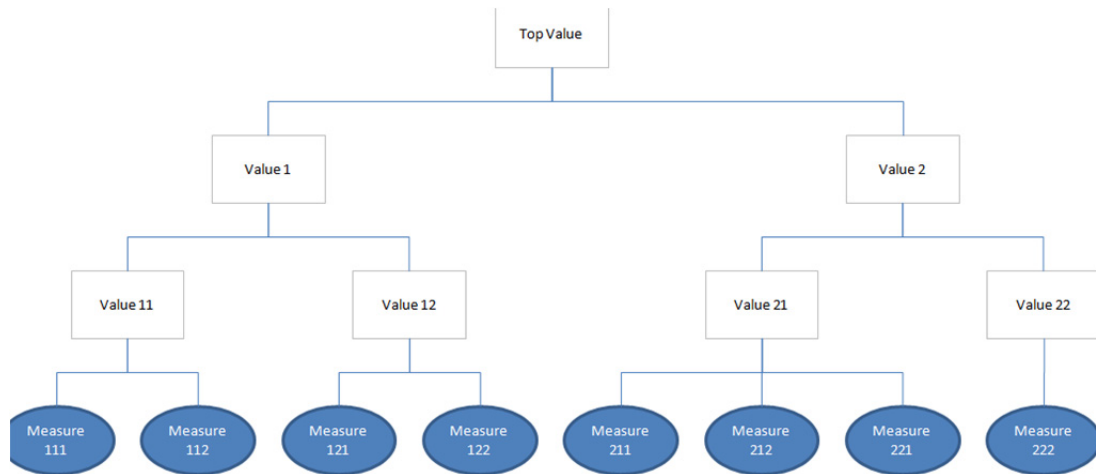 Top Value
Value 1
Value 2
Value 11
Value 12
Value 21
Value 22
Measure
111
Measure
112
Measure
121
Measure
122
Measure
211
Measure
212
Measure
221
Measure
222